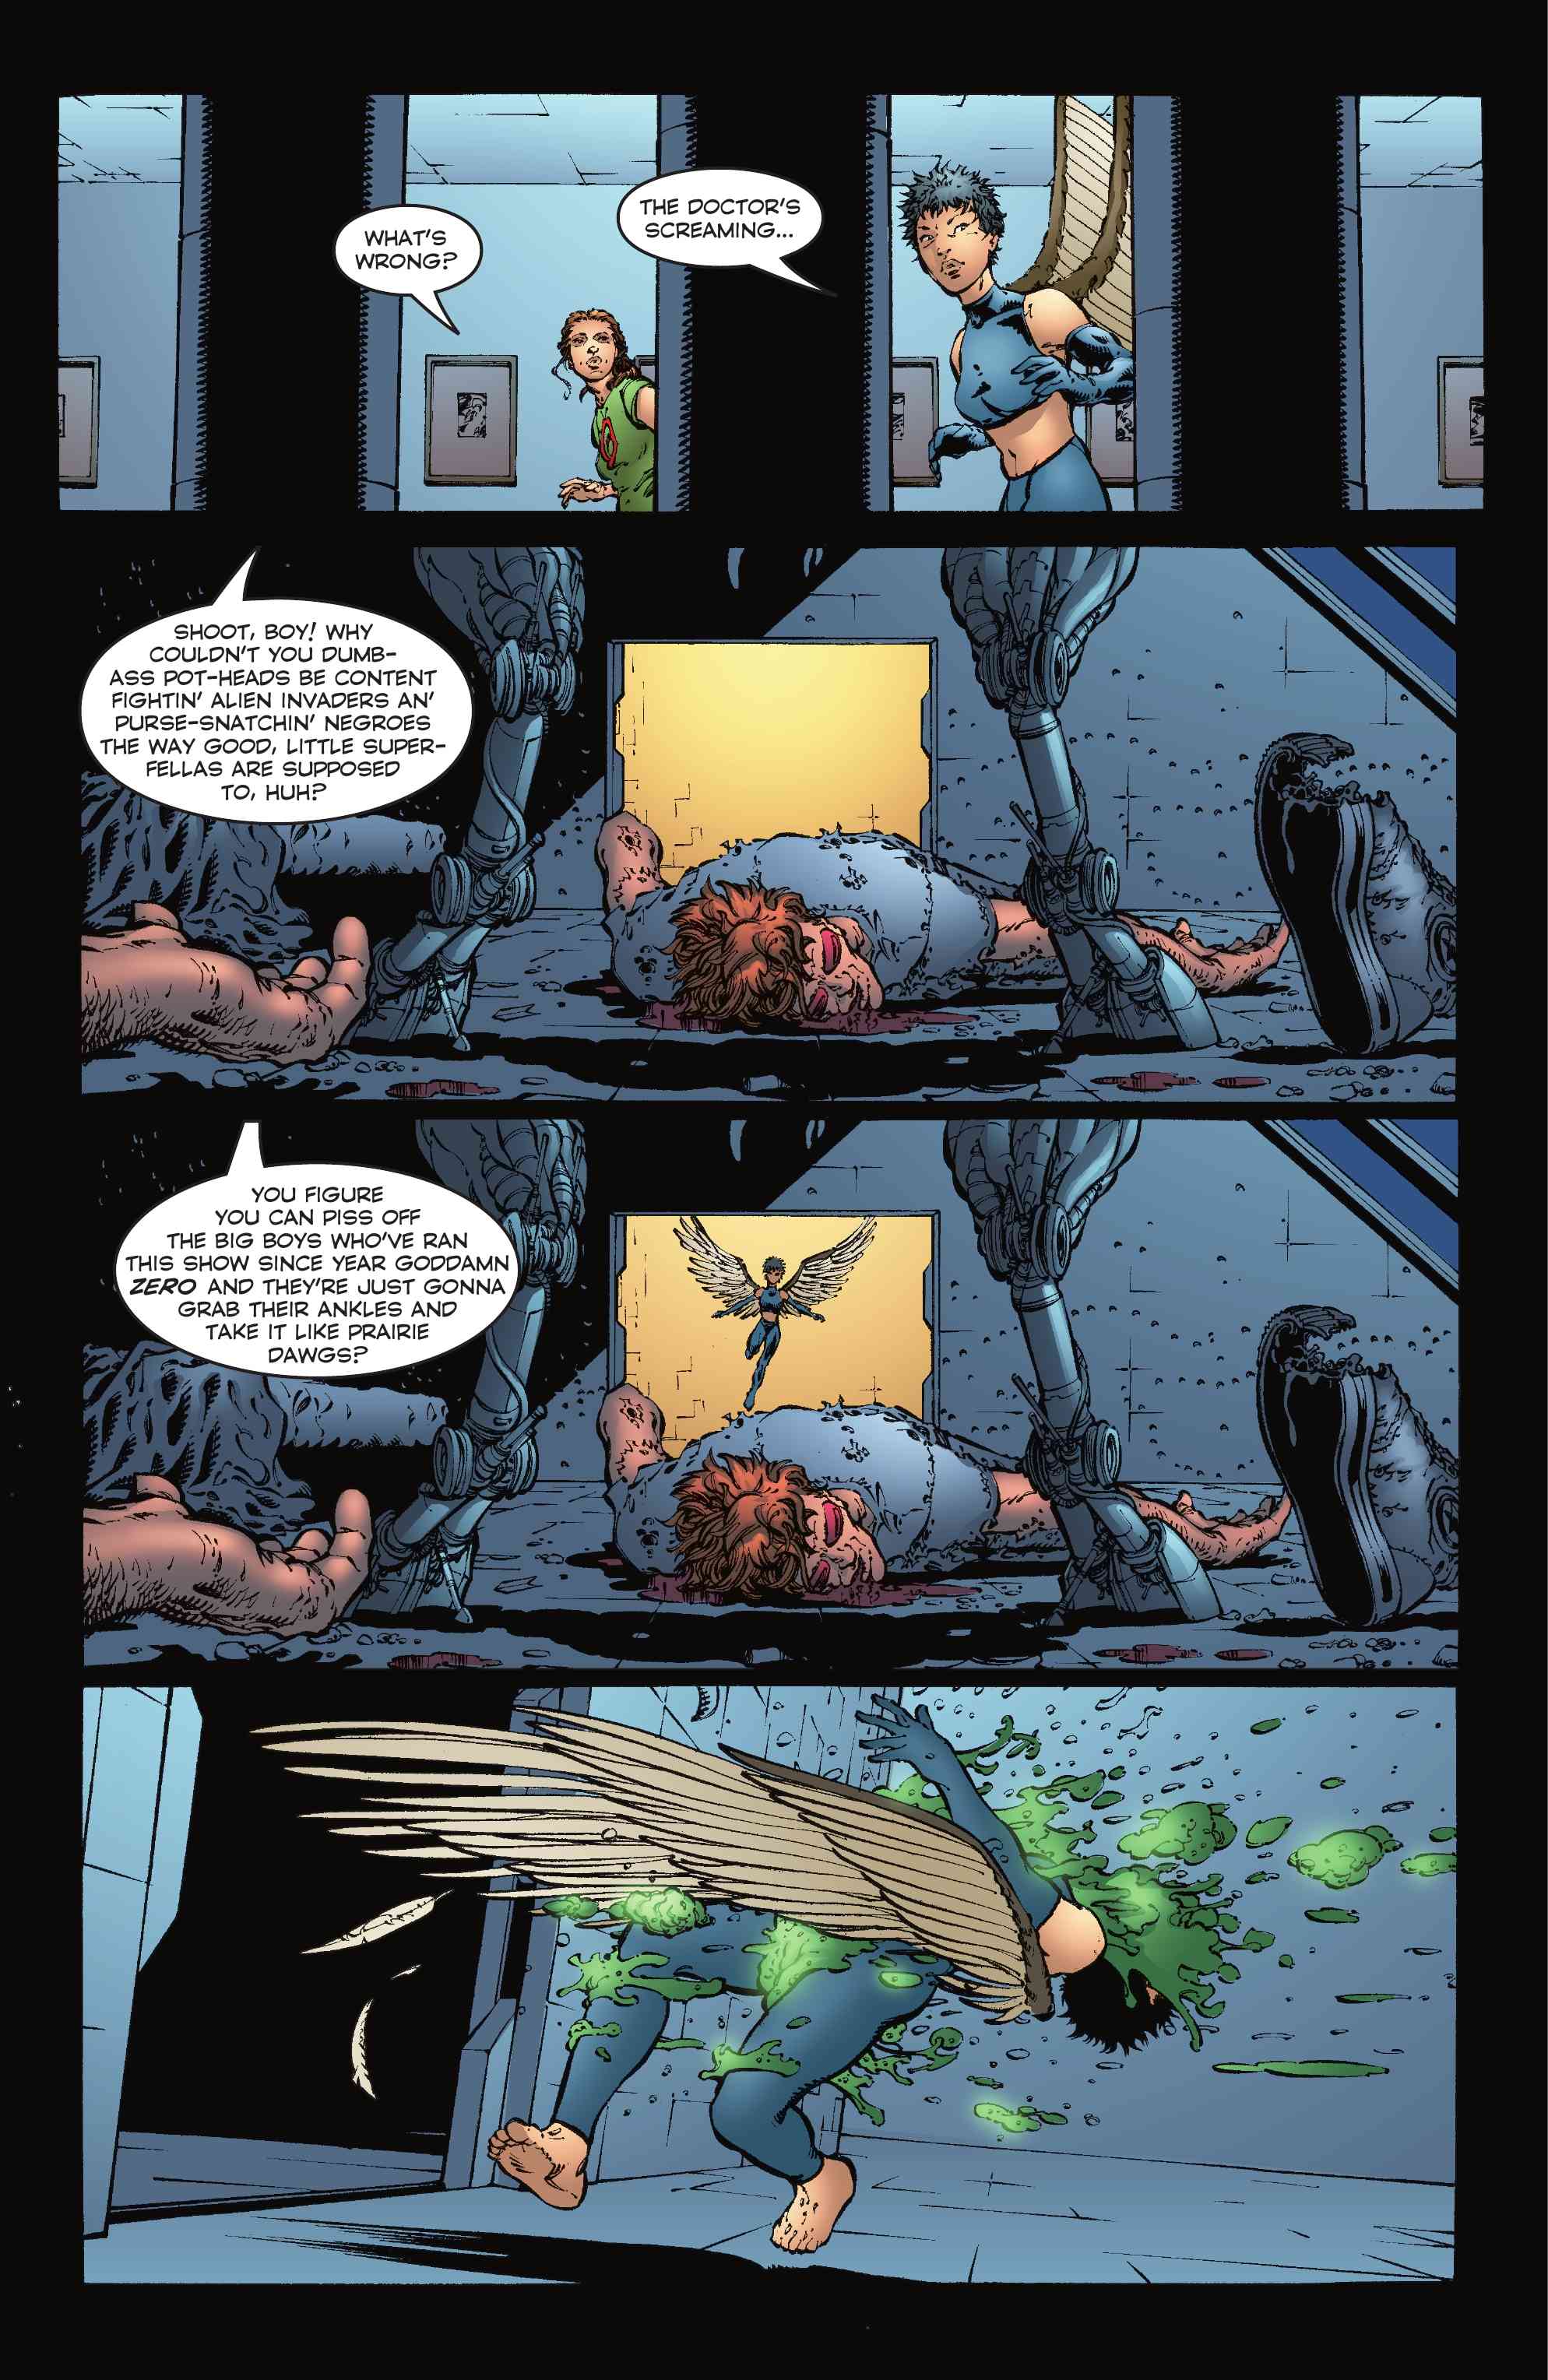 WHAT'S
WRONG?
THE DOCTOR'S
SCREAMING...
SHOOT, BOY! WHY
COULDN'T YOU DUMB-
ASS POT-HEADS BE CONTENT
FIGHTIN' ALIEN INVADERS AN'
PURSE-SNATCHIN' NEGROES
THE WAY GOOD, LITTLE SUPER-
FELLAS ARE SUPPOSED
TO, HUH?
YOU FIGURE
YOU CAN PISS OFF
THE BIG BOYS WHO'VE RAN
THIS SHOW SINCE YEAR GODDAMN
ZERO AND THEY'RE JUST GONNA
GRAB THEIR ANKLES AND
TAKE IT LIKE PRAIRIE
DAWGS?